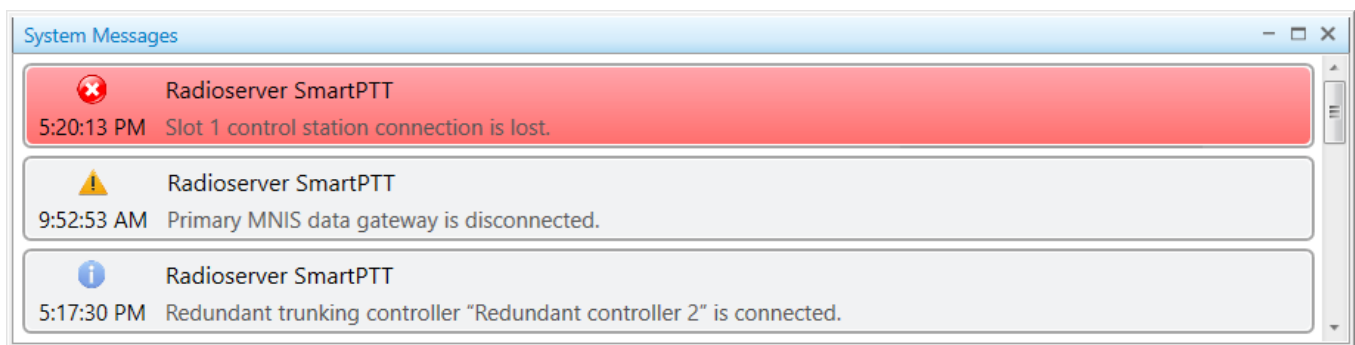 System Messages
Radioserver SmartPTT
5:20:13 PM Slot 1 control station connection is lost.
Radioserver SmartPTT
9:52:53 AM Primary MNIS data gateway is disconnected.
Radioserver SmartPTT
5:17:30 PM Redundant trunking controller “Redundant controller 2” is connected.